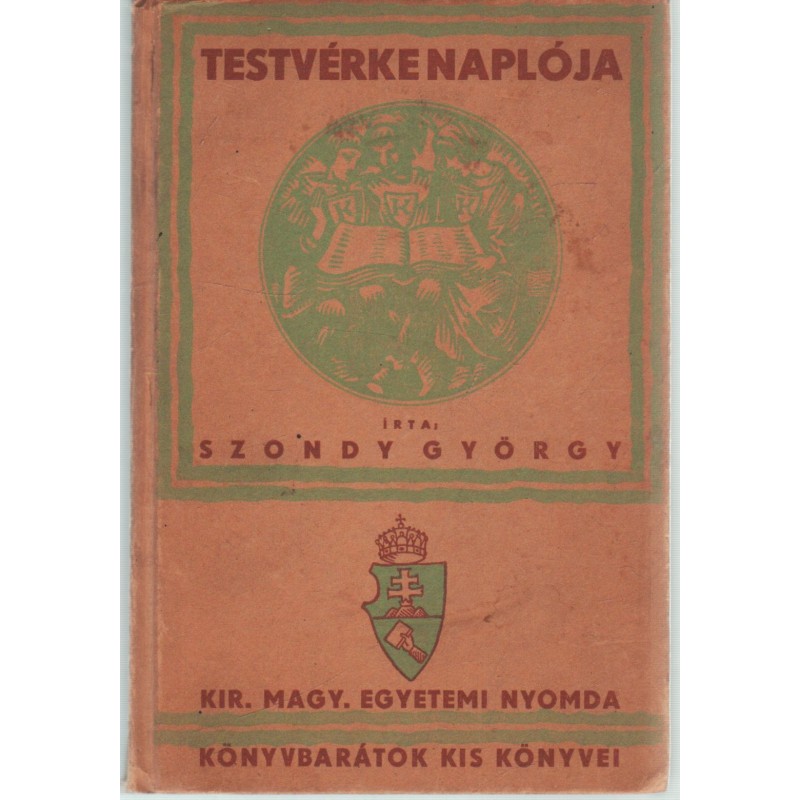 TESTVÉRKE NAPLÓJA
K K K
ÍRTA;
SZONDY GYÖRGY
KIR. MAGY. EGYETEMI NYOMDA
KÖNYVBARÁTOK KIS KÖNYVEI